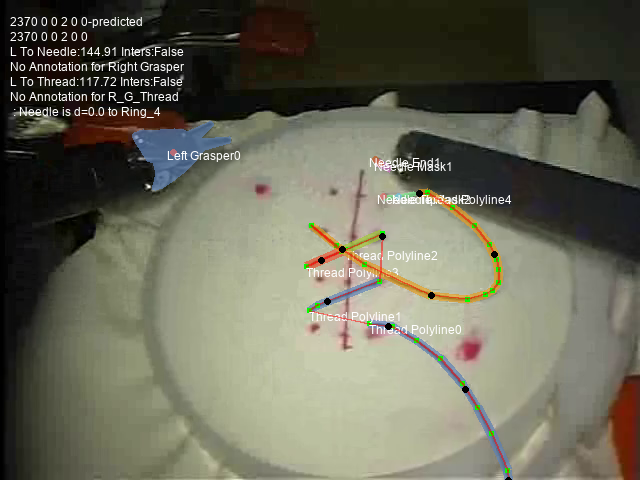 2370 0 0 2 0 0-predicted
2370 0 0 2 0 0
L To Needle:144.91 Inters:False
No Annotation for Right Grasper
L To Thread:117.72 Inters:False
No Annotation for R_G_Thread
: Needle is d=0.0 to Ring_4
Left Grasper0
Needle End1
Needle Mask1
Polyline4
Thread Polyline2
Thread Polyline3
Thread Polyline1
Thread Polyline0